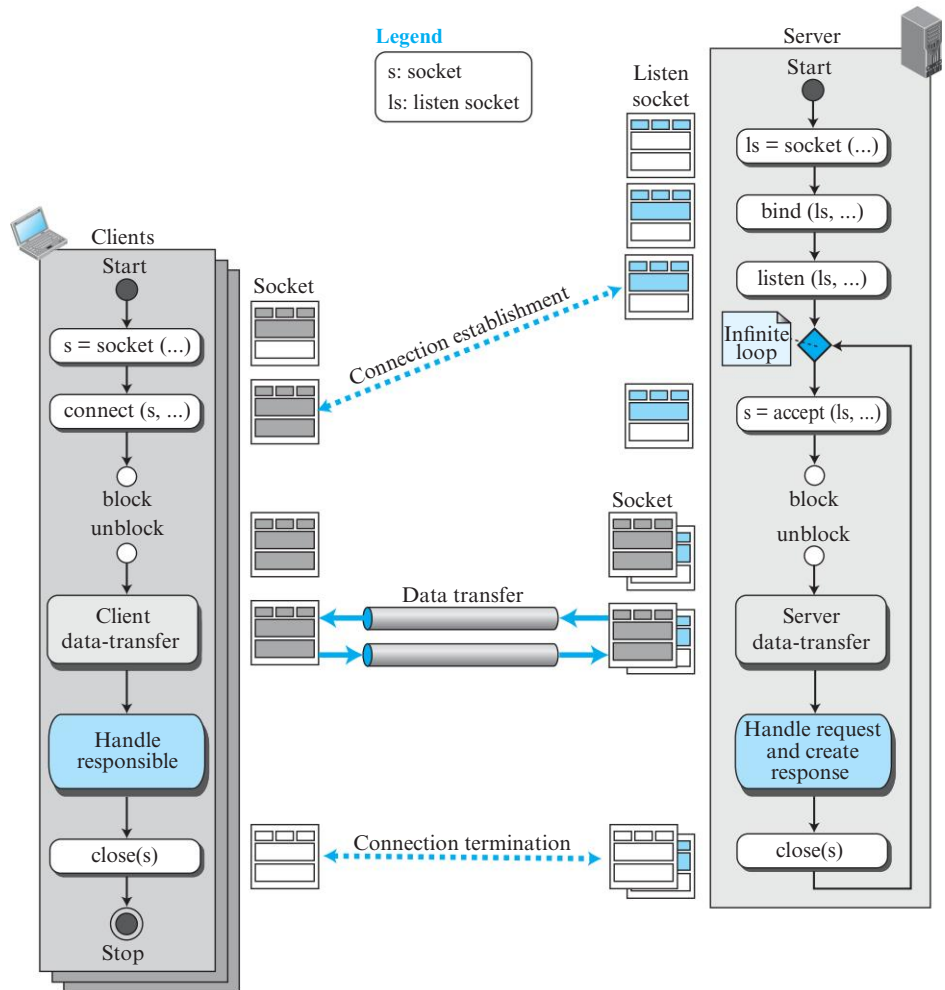 Legend
s: socket
ls: listen socket
Clients
Start
s = socket (...)
connect (s, ...)
block
unblock
Client
data-transfer
Handle
responsible
close(s)
Stop
Socket
Connection establishment
Data transfer
Connection termination
Listen
socket
Socket
Server
Start
ls = socket (...)
bind (ls, ...)
listen (ls, ...)
Infinite
loop
s = accept (ls, ...)
block
unblock
Server
data-transfer
Handle request
and create
response
close(s)